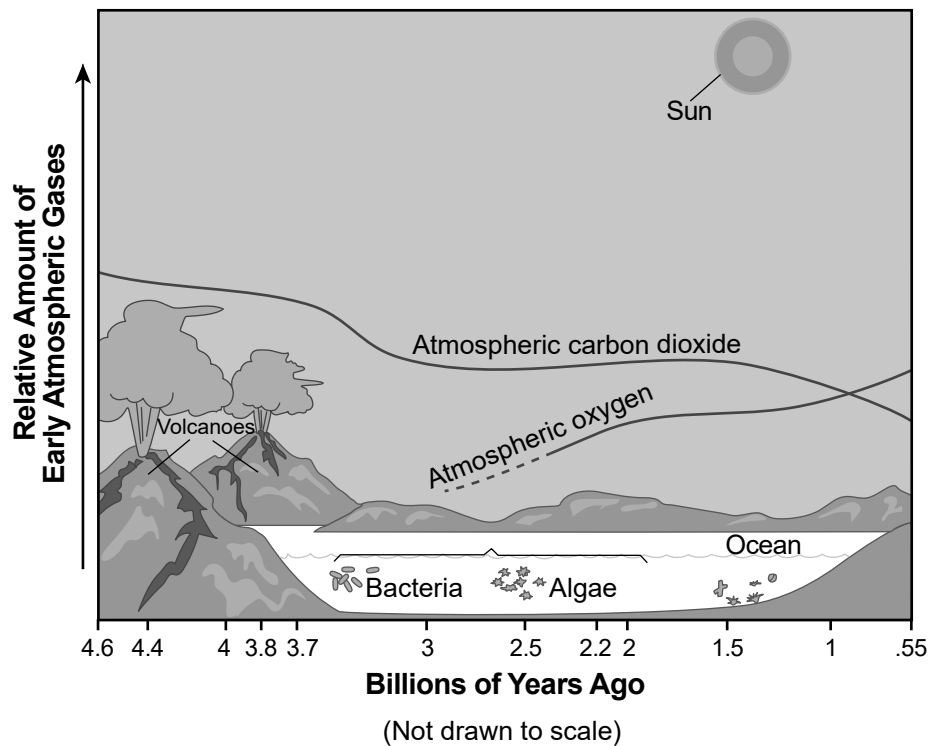 Sun
Relative Amount of
Early Atmospheric Gases
Atmospheric carbon dioxide
Atmospheric oxygen
Volcanoes
Ocean
Bacteria
Algae
4.6 4.4 4 3.8 3.7 3 2.5 2.2 2 1.5 1 .55
Billions of Years Ago
(Not drawn to scale)